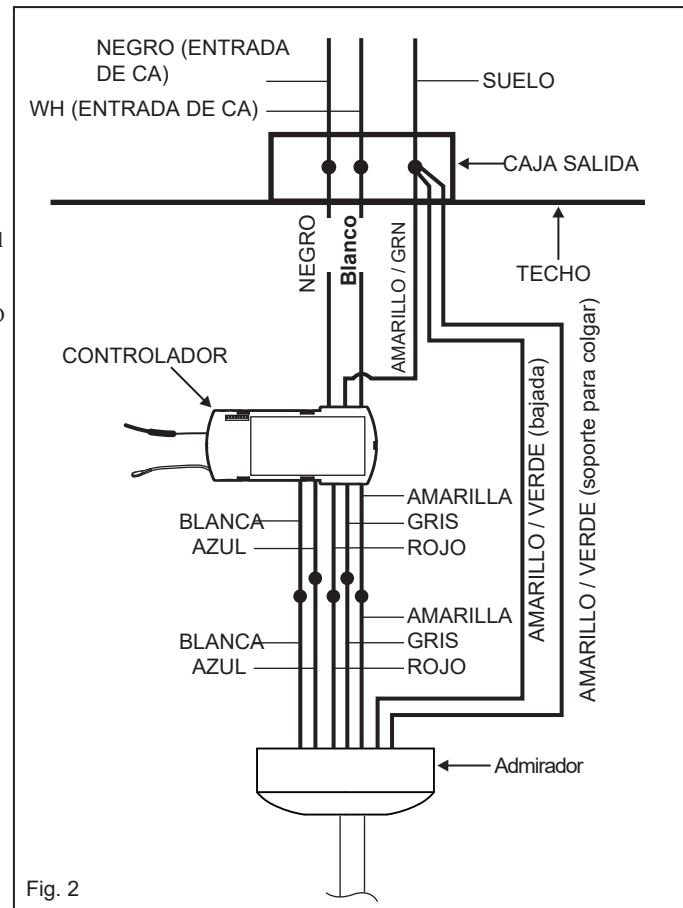 NEGRO (ENTRADA
DE CA)
WH (ENTRADA DE CA)
SUELO
CAJA SALIDA
TECHO
NEGRO
Blanco
AMARILLO / GRN
l
o
CONTROLADOR
AMARILLO / VERDE (bajada)
AMARILLO / VERDE (soporte para colgar)
BLANCA
AZUL
AMARILLA
GRIS
ROJO
BLANCA
AZUL
AMARILLA
GRIS
ROJO
Admirador
Fig. 2